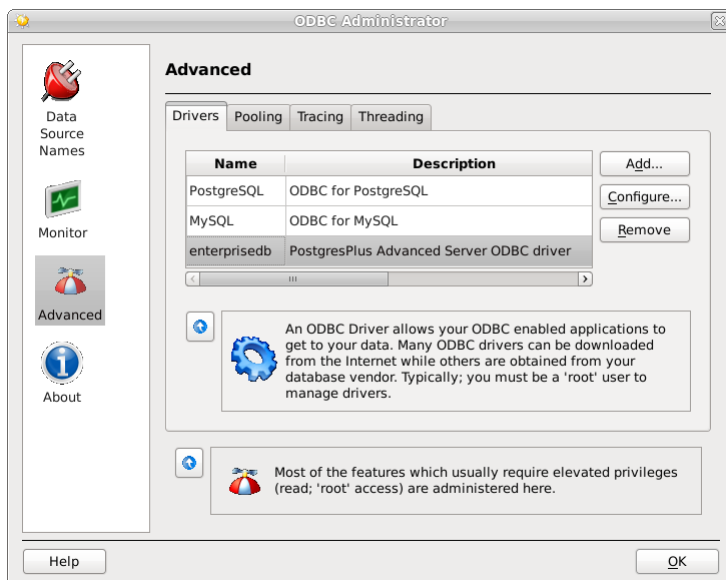 ODBC Administrator
Data
Source
Names
Monitor
Advanced
About
Advanced
Drivers Pooling Tracing Threading
Name Description
PostgreSQL ODBC for PostgreSQL
MySQL ODBC for MySQL
enterprisedb PostgresPlus Advanced Server ODBC driver
Add...
Configure...
Remove
An ODBC Driver allows your ODBC enabled applications to
get to your data. Many ODBC drivers can be downloaded
from the Internet while others are obtained from your
database vendor. Typically; you must be a 'root' user to
manage drivers.
Most of the features which usually require elevated privileges
(read; 'root' access) are administered here.
Help OK